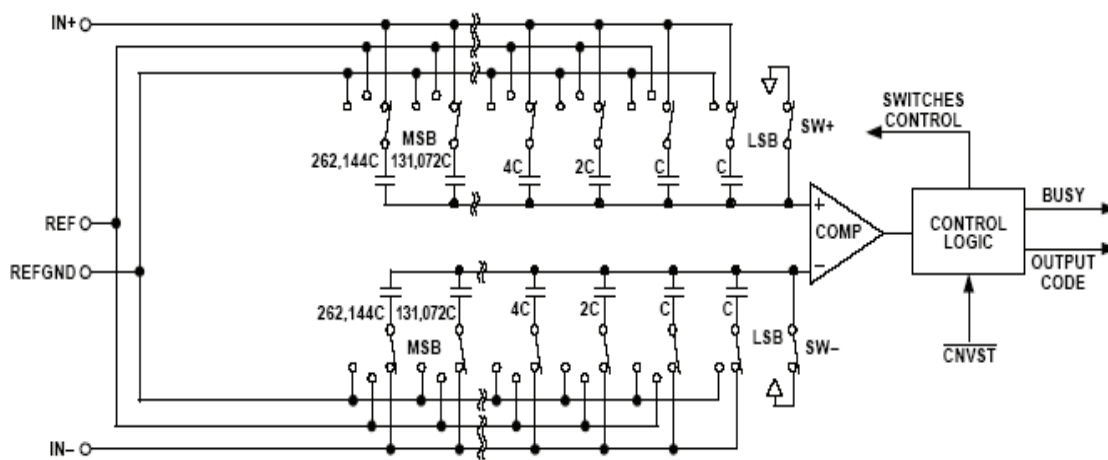 IN+
REF
REFGND
IN–
MSB
262,144C 131,072C
4C
2C
C
C
LSB
SW+
262,144C 131,072C
MSB
4C
2C
C
C
LSB
SW–
+
COMP
–
SWITCHES
CONTROL
CONTROL
LOGIC
BUSY
OUTPUT
CODE
CNVST